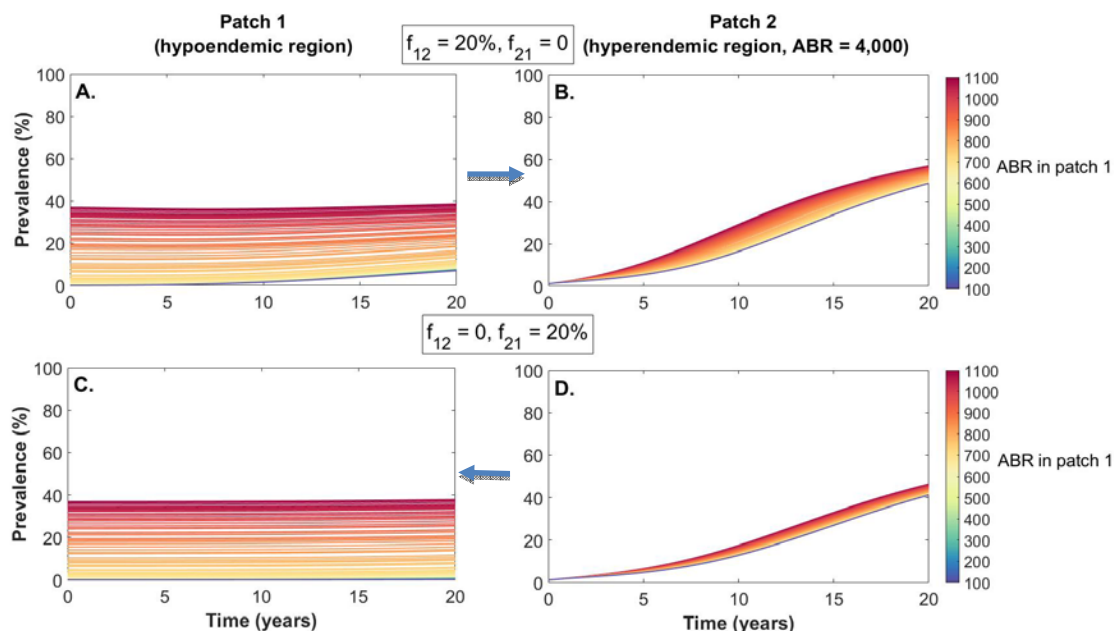 Patch 1
(hypoendemic region)
f12 = 20%, f21 = 0
Patch 2
(hyperendemic region, ABR = 4,000)
A.
Prevalence (%)
100
80
60
40
20
0
0 5 10 15 20
B.
100
80
60
40
20
0
0 5 10 15 20
1100
1000
900
800
700
600
500
400
300
200
100
ABR in patch 1
f12 = 0, f21 = 20%
C.
Prevalence (%)
100
80
60
40
20
0
0 5 10 15 20
Time (years)
D.
100
80
60
40
20
0
0 5 10 15 20
Time (years)
1100
1000
900
800
700
600
500
400
300
200
100
ABR in patch 1